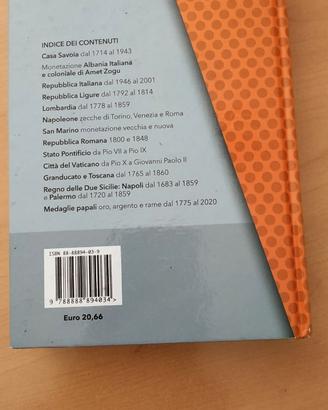 INDICE DEI CONTENUTI
Casa Savoia dal 1714 al 1943
Monetazione Albania Italiana
e coloniale di Amet Zogu
Repubblica Italiana dal 1946 al 2001
Repubblica Ligure dal 1792 al 1814
Lombardia dal 1778 al 1859
Napoleone zecche di Torino, Venezia e Roma
San Marino monetazione vecchia e nuova
Repubblica Romana 1800 e 1848
Stato Pontificio da Pio VII a Pio IX
Città del Vaticano da Pio X a Giovanni Paolo II
Granducato e Toscana dal 1765 al 1860
Regno delle Due Sicilie: Napoli dal 1683 al 1859
e Palermo dal 1720 al 1859
Medaglie papali oro, argento e rame dal 1775 al 2020
ISBN 88-88894-03-9
9 788888 894034 >
Euro 20,66